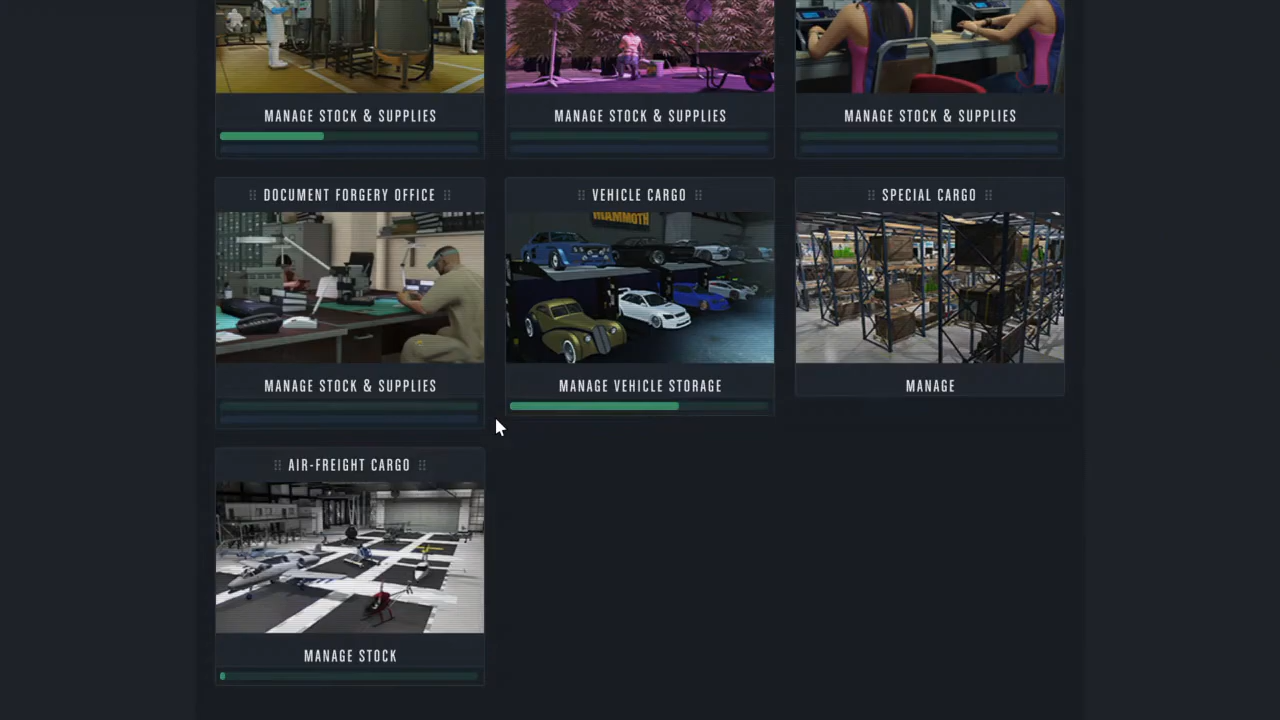 MANAGE STOCK & SUPPLIES
MANAGE STOCK & SUPPLIES
MANAGE STOCK & SUPPLIES
DOCUMENT FORGERY OFFICE
VEHICLE CARGO
SPECIAL CARGO
MAMMOTH
MANAGE STOCK & SUPPLIES
MANAGE VEHICLE STORAGE
MANAGE
AIR-FREIGHT CARGO
MANAGE STOCK